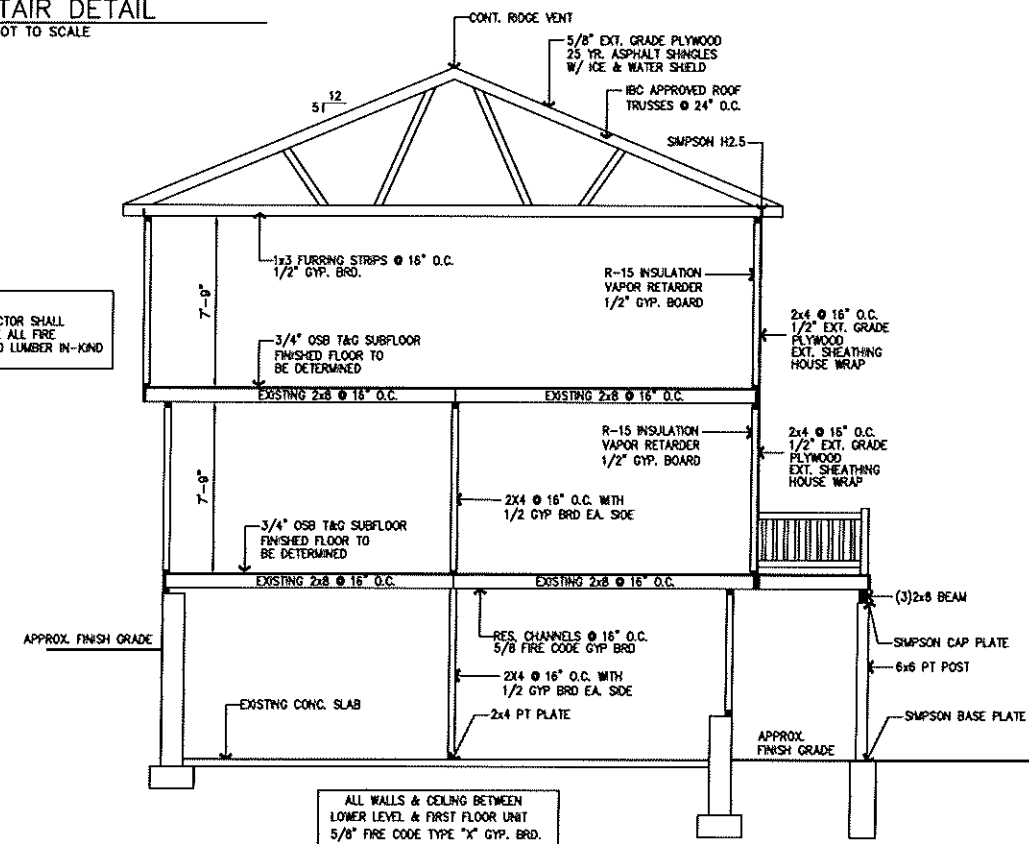 TAIR DETAIL
OT TO SCALE
CONT. RIDGE VENT
5/8" EXT. GRADE PLYWOOD
25 YR. ASPHALT SHINGLES
W/ ICE & WATER SHIELD
12
5
IBC APPROVED ROOF
TRUSSES @ 24" O.C.
SIMPSON H2.5
1x3 FURRING STRIPS @ 16" O.C.
1/2" GYP. BRD.
7'-9"
R-15 INSULATION
VAPOR RETARDER
1/2" GYP. BOARD
CTOR SHALL
E ALL FIRE
D LUMBER IN-KIND
2x4 @ 16" O.C.
1/2" EXT. GRADE
PLYWOOD
EXT. SHEATHING
HOUSE WRAP
3/4" OSB T&G SUBFLOOR
FINISHED FLOOR TO
BE DETERMINED
EXISTING 2x8 @ 16" O.C.
EXISTING 2x8 @ 16" O.C.
R-15 INSULATION
VAPOR RETARDER
1/2" GYP. BOARD
2x4 @ 16" O.C.
1/2" EXT. GRADE
PLYWOOD
EXT. SHEATHING
HOUSE WRAP
7'-9"
2X4 @ 16" O.C. WITH
1/2 GYP BRD EA. SIDE
3/4" OSB T&G SUBFLOOR
FINISHED FLOOR TO
BE DETERMINED
EXISTING 2x8 @ 16" O.C.
EXISTING 2x8 @ 16" O.C.
(3)2x8 BEAM
APPROX. FINISH GRADE
RES. CHANNELS @ 16" O.C.
5/8 FIRE CODE GYP BRD
SIMPSON CAP PLATE
2X4 @ 16" O.C. WITH
1/2 GYP BRD EA. SIDE
6x6 PT POST
EXISTING CONC. SLAB
2x4 PT PLATE
SIMPSON BASE PLATE
APPROX.
FINISH GRADE
ALL WALLS & CEILING BETWEEN
LOWER LEVEL & FIRST FLOOR UNIT
5/8" FIRE CODE TYPE "X" GYP. BRD.